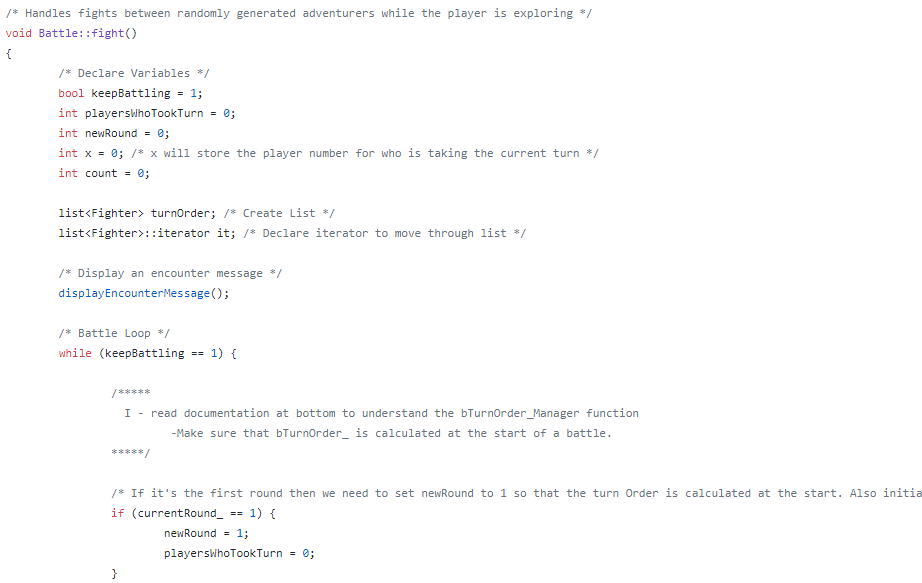 /* Handles fights between randomly generated adventurers while the player is exploring */
void Battle::fight()
{
/* Declare Variables */
bool keepBattling = 1;
int playersWhoTookTurn = 0;
int newRound = 0;
int x = 0; /* x will store the player number for who is taking the current turn */
int count = 0;
list<Fighter> turnOrder; /* Create List */
list<Fighter>::iterator it; /* Declare iterator to move through list */
/* Display an encounter message */
displayEncounterMessage();
/* Battle Loop */
while (keepBattling == 1) {
/*****
I - read documentation at bottom to understand the bTurnOrder_Manager function
-Make sure that bTurnOrder_ is calculated at the start of a battle.
*****/
/* If it's the first round then we need to set newRound to 1 so that the turn Order is calculated at the start. Also initia
if (currentRound_ == 1) {
newRound = 1;
playersWhoTookTurn = 0;
}